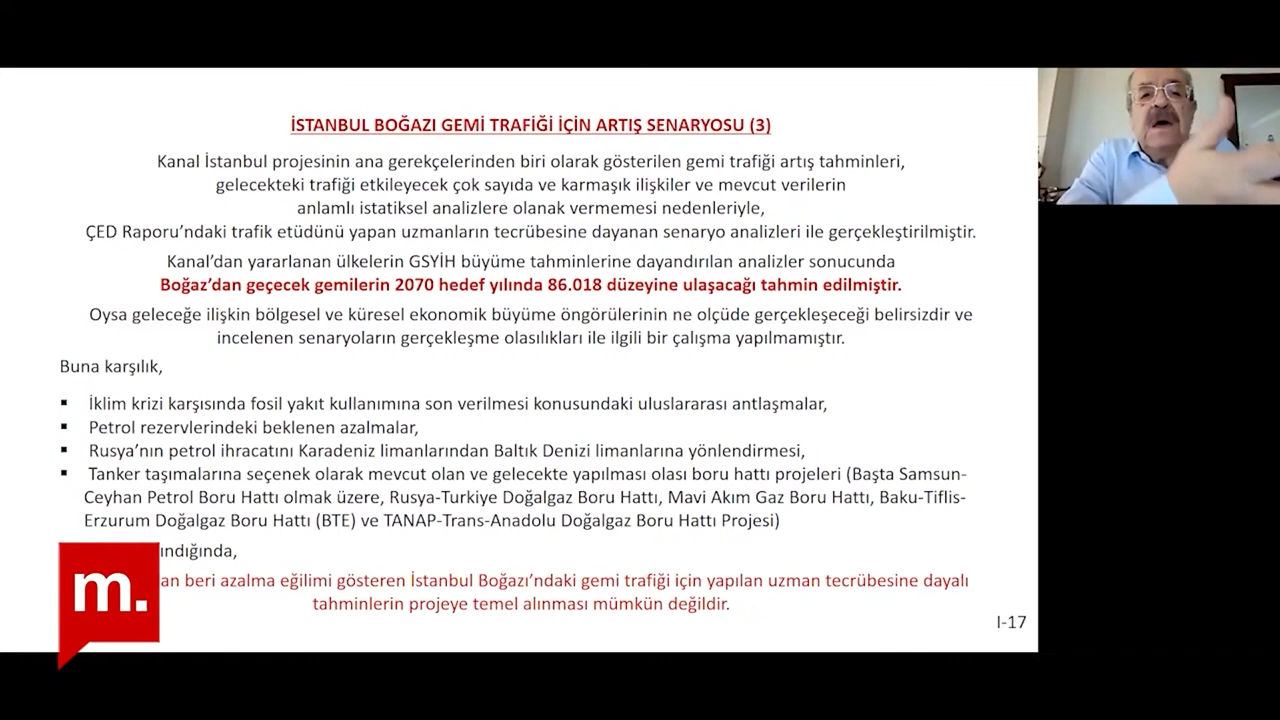 İSTANBUL BOĞAZI GEMİ TRAFİĞİ İÇİN ARTIŞ SENARYOSU (3)
Kanal İstanbul projesinin ana gerekçelerinden biri olarak gösterilen gemi trafiği artış tahminleri,
gelecekteki trafiği etkileyecek çok sayıda ve karmaşık ilişkiler ve mevcut verilerin
anlamlı istatiksel analizlere olanak vermemesi nedenleriyle,
ÇED Raporu'ndaki trafik etüdünü yapan uzmanların tecrübesine dayanan senaryo analizleri ile gerçekleştirilmiştir.
Kanal'dan yararlanan ülkelerin GSYİH büyüme tahminlerine dayandırılan analizler sonucunda
Boğaz'dan geçecek gemilerin 2070 hedef yılında 86.018 düzeyine ulaşacağı tahmin edilmiştir.
Oysa geleceğe ilişkin bölgesel ve küresel ekonomik büyüme öngörülerinin ne olçüde gerçekleşeceği belirsizdir ve
incelenen senaryoların gerçekleşme olasılıkları ile ilgili bir çalışma yapılmamıştır.
Buna karşılık,
▪ İklim krizi karşısında fosil yakıt kullanımına son verilmesi konusundaki uluslararası antlaşmalar,
▪ Petrol rezervlerindeki beklenen azalmalar,
▪ Rusya'nın petrol ihracatını Karadeniz limanlarından Baltık Denizi limanlarına yönlendirmesi,
▪ Tanker taşımalarına seçenek olarak mevcut olan ve gelecekte yapılması olası boru hattı projeleri (Başta Samsun-
Ceyhan Petrol Boru Hattı olmak üzere, Rusya-Turkiye Doğalgaz Boru Hattı, Mavi Akım Gaz Boru Hattı, Baku-Tiflis-
Erzurum Doğalgaz Boru Hattı (BTE) ve TANAP-Trans-Anadolu Doğalgaz Boru Hattı Projesi)
ındığında,
an beri azalma eğilimi gösteren İstanbul Boğazı'ndaki gemi trafiği için yapılan uzman tecrübesine dayalı
tahminlerin projeye temel alınması mümkün değildir.
I-17
m.